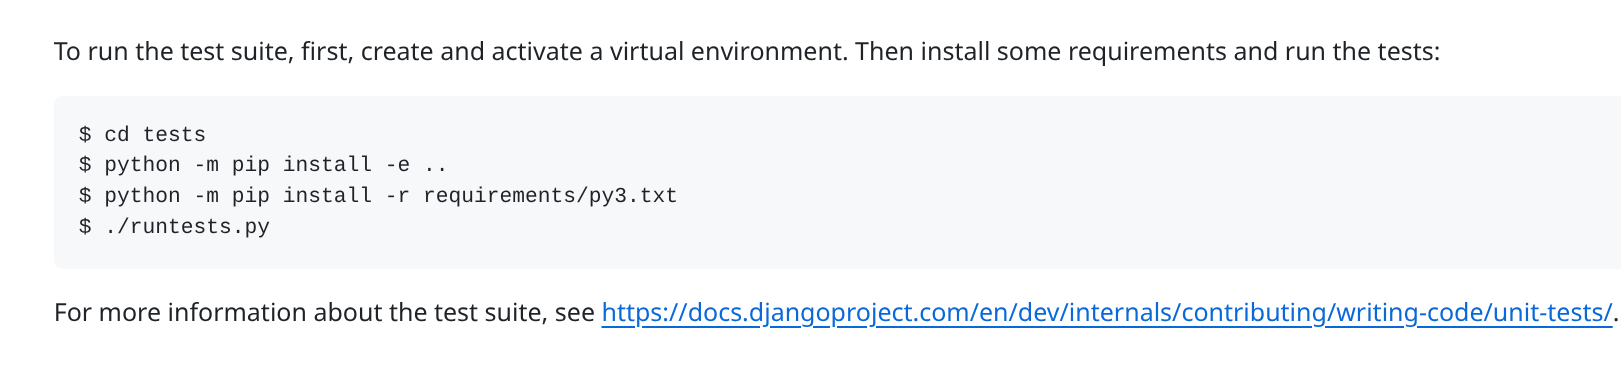 To run the test suite, first, create and activate a virtual environment. Then install some requirements and run the tests:
$ cd tests
$ python -m pip install -e ..
$ python -m pip install -r requirements/py3.txt
$ ./runtests.py
For more information about the test suite, see https://docs.djangoproject.com/en/dev/internals/contributing/writing-code/unit-tests/.